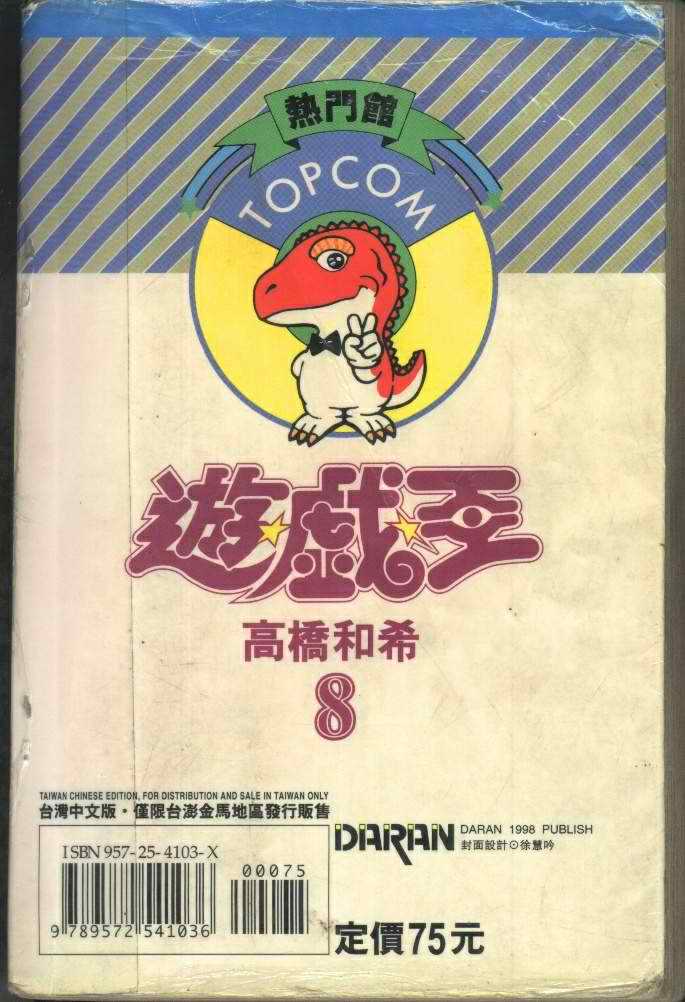 熱門館
TOPCOM
遊戲王
高橋和希
8
TAIWAN CHINESE EDITION, FOR DISTRIBUTION AND SALE IN TAIWAN ONLY
台灣中文版・僅限台澎金馬地區發行販售
ISBN 957-25-4103-X
00075
9 789572 541036
DARAN
DARAN 1998 PUBLISH
封面設計⊙徐慧吟
定價75元